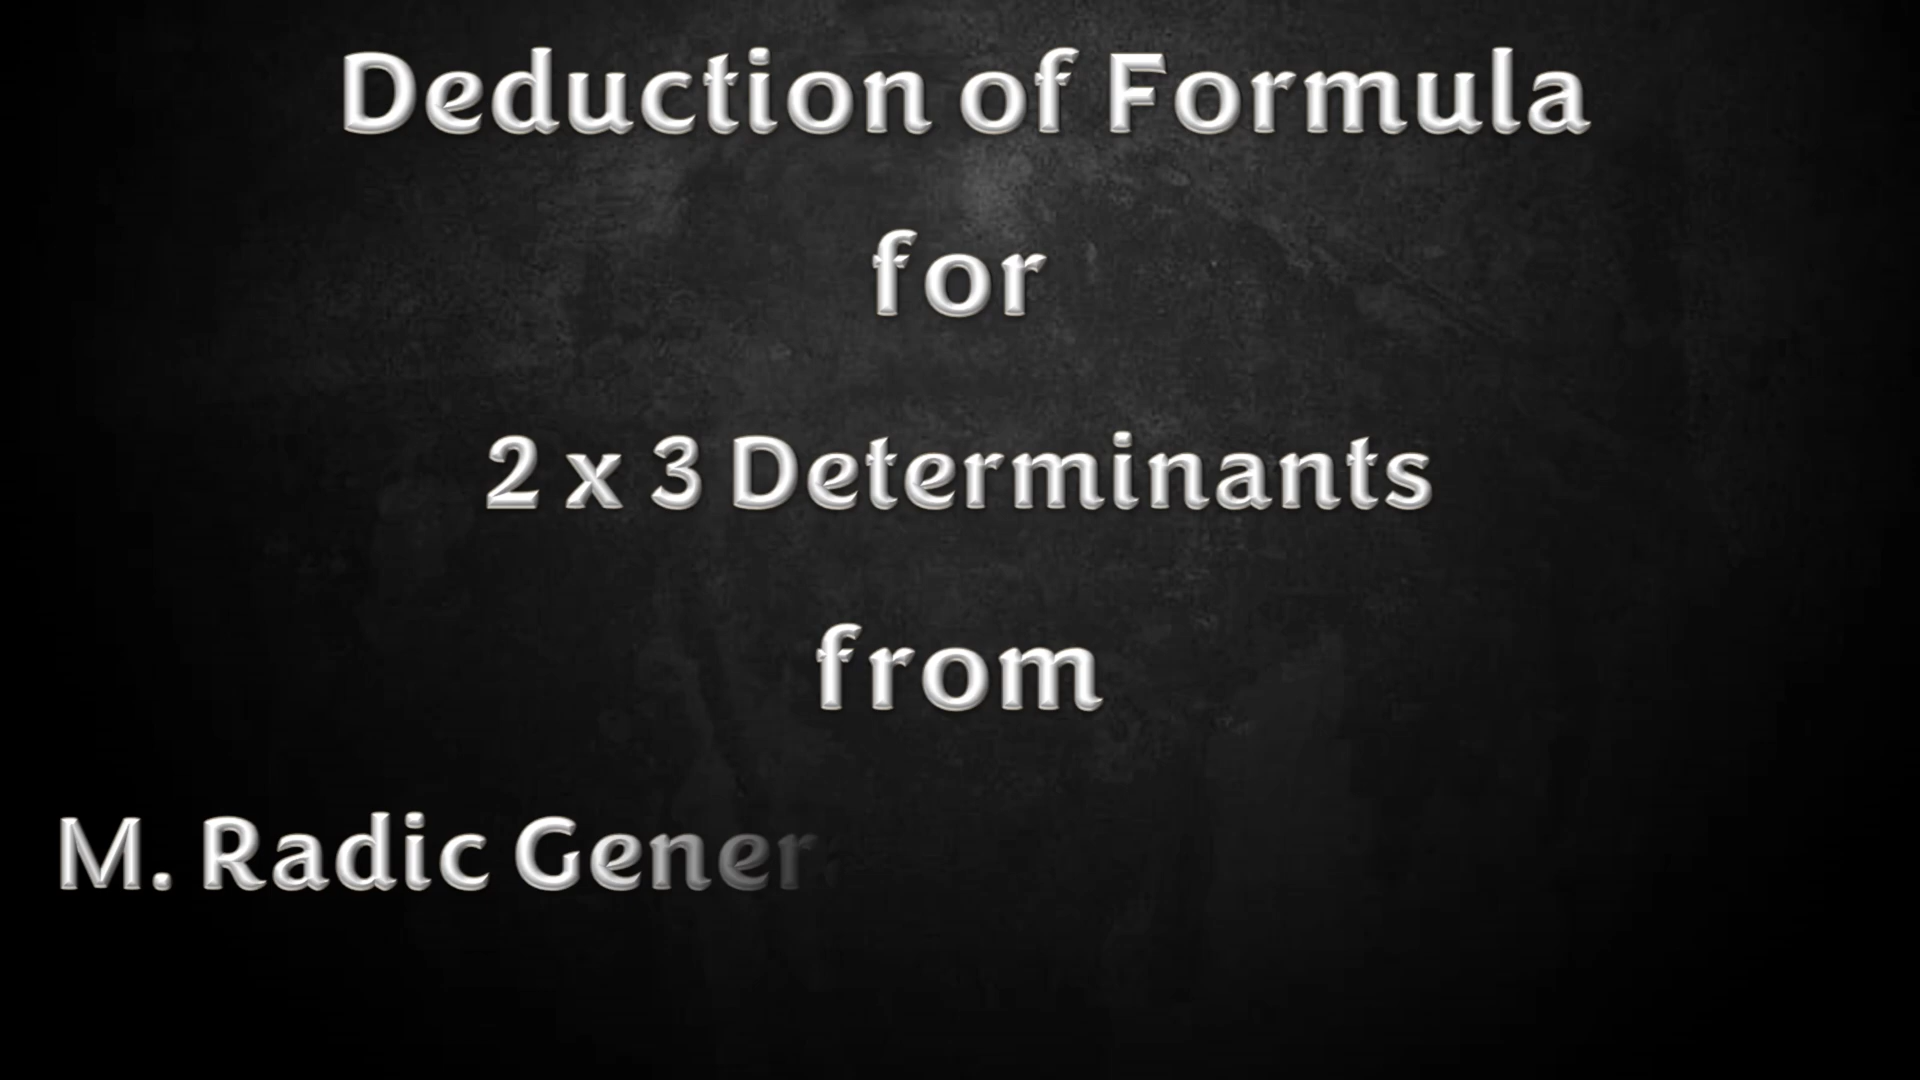 Deduction of Formula
for
2 x 3 Determinants
from
M. Radic Gener